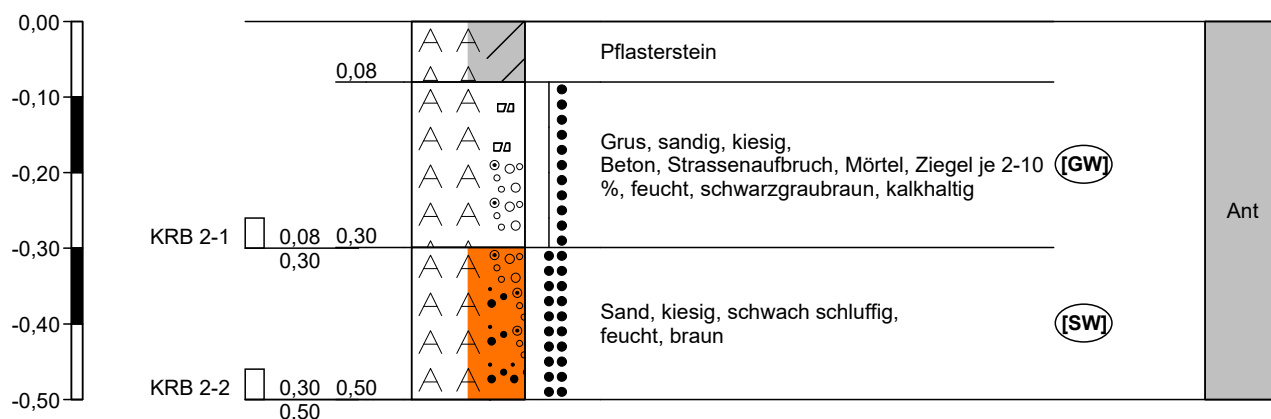 0,00
Pflasterstein
0,08
-0,10
Grus, sandig, kiesig,
Beton, Strassenaufbruch, Mörtel, Ziegel je 2-10
%, feucht, schwarzgraubraun, kalkhaltig
[GW]
-0,20
Ant
KRB 2-1
0,08
0,30
-0,30
0,30
Sand, kiesig, schwach schluffig,
feucht, braun
[SW]
-0,40
KRB 2-2
0,30
0,50
-0,50
0,50